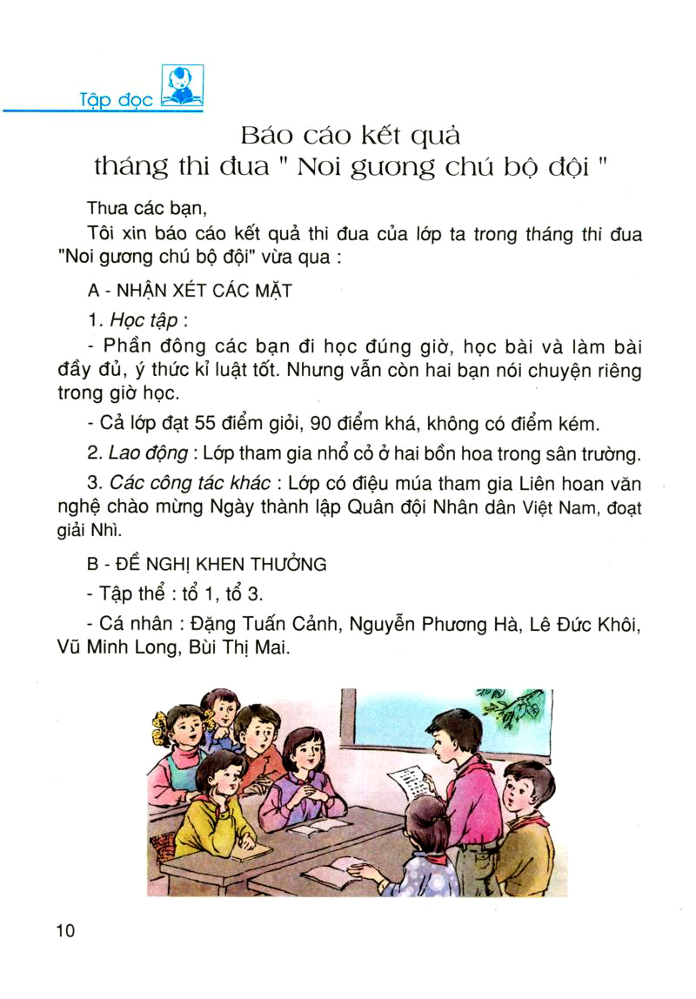 Tập đọc
Báo cáo kết quả
tháng thi đua " Noi gương chú bộ đội "
Thưa các bạn,
Tôi xin báo cáo kết quả thi đua của lớp ta trong tháng thi đua
"Noi gương chú bộ đội" vừa qua :
A - NHẬN XÉT CÁC MẶT
1. Học tập :
- Phần đông các bạn đi học đúng giờ, học bài và làm bài
đầy đủ, ý thức kỉ luật tốt. Nhưng vẫn còn hai bạn nói chuyện riêng
trong giờ học.
- Cả lớp đạt 55 điểm giỏi, 90 điểm khá, không có điểm kém.
2. Lao động : Lớp tham gia nhổ cỏ ở hai bồn hoa trong sân trường.
3. Các công tác khác : Lớp có điệu múa tham gia Liên hoan văn
nghệ chào mừng Ngày thành lập Quân đội Nhân dân Việt Nam, đoạt
giải Nhì.
B - ĐỀ NGHỊ KHEN THƯỞNG
- Tập thể : tổ 1, tổ 3.
- Cá nhân : Đặng Tuấn Cảnh, Nguyễn Phương Hà, Lê Đức Khôi,
Vũ Minh Long, Bùi Thị Mai.
10